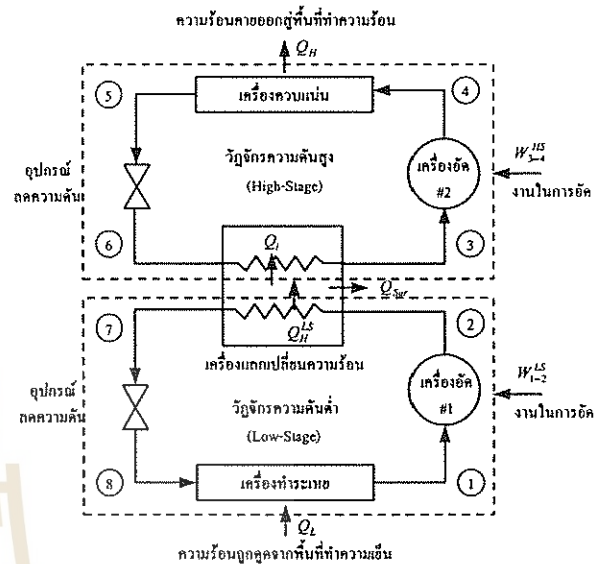 ความร้อนคายออกสู่พื้นที่ทำความร้อน
Q_H
5
เครื่องควบแน่น
4
อุปกรณ์
ลดความดัน
วัฏจักรความดันสูง
(High-Stage)
เครื่องอัด
#2
W_{3-4}^{HS}
งานในการอัด
6
Q_i
3
Q_{Sur}
7
Q_H^{LS}
2
เครื่องแลกเปลี่ยนความร้อน
อุปกรณ์
ลดความดัน
วัฏจักรความดันต่ำ
(Low-Stage)
เครื่องอัด
#1
W_{1-2}^{LS}
งานในการอัด
8
เครื่องทำระเหย
1
Q_L
ความร้อนถูกดูดจากพื้นที่ทำความเย็น